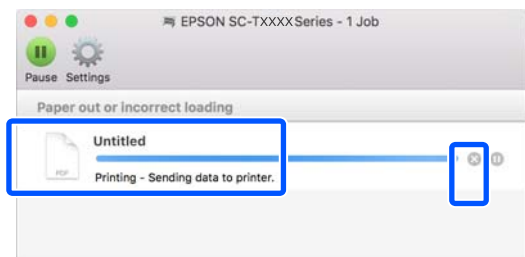 EPSON SC-TXXXX Series - 1 Job
Pause Settings
Paper out or incorrect loading
Untitled
PDF
Printing - Sending data to printer.